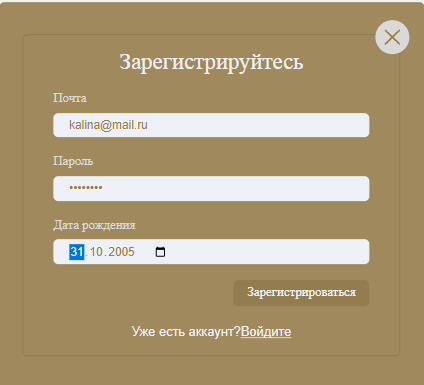 Зарегистрируйтесь
Почта
kalina@mail.ru
Пароль
••••••••
Дата рождения
31.10.2005
Зарегистрироваться
Уже есть аккаунт?Войдите